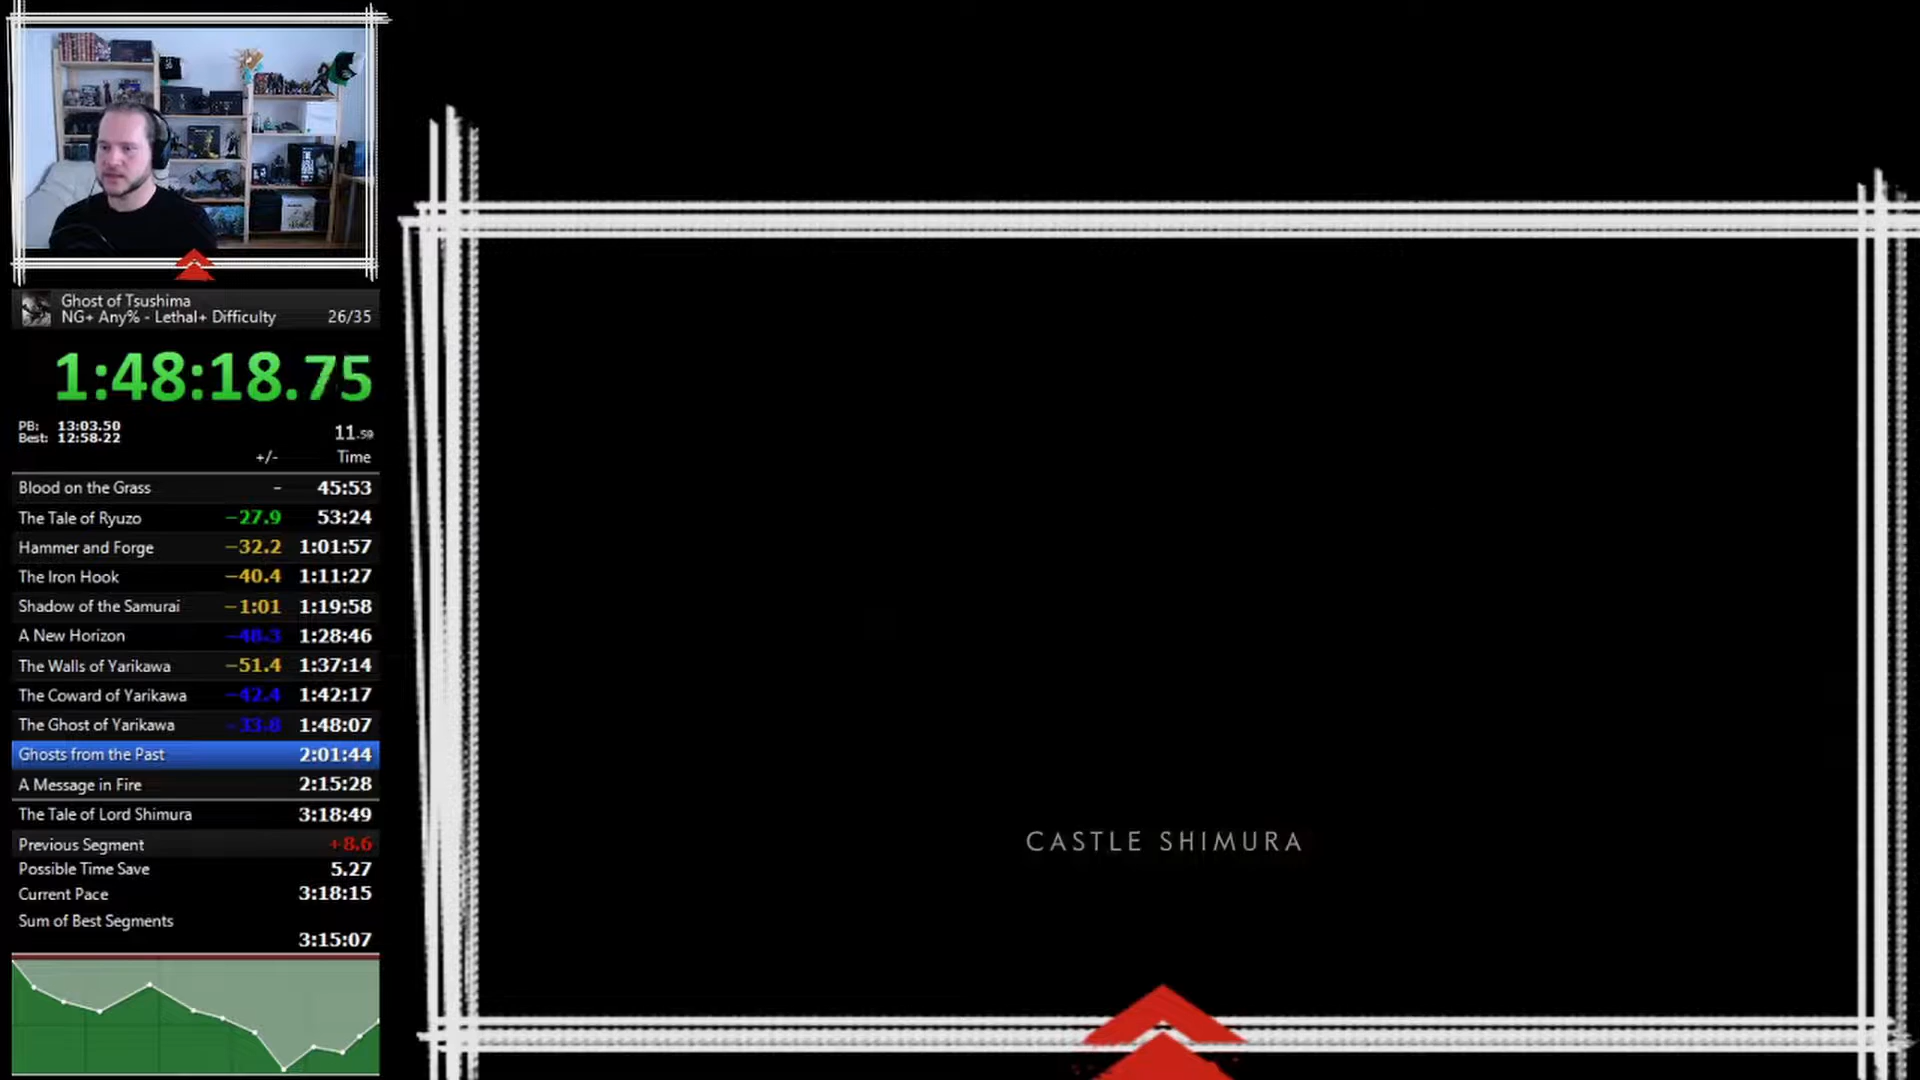 Ghost of Tsushima
NG+ Any% - Lethal+ Difficulty 26/35
1:48:18.75
PB: 13:03.50
Best: 12:58.22
11.59
+/- Time
Blood on the Grass - 45:53
The Tale of Ryuzo −27.9 53:24
Hammer and Forge −32.2 1:01:57
The Iron Hook −40.4 1:11:27
Shadow of the Samurai −1:01 1:19:58
A New Horizon −48.3 1:28:46
The Walls of Yarikawa −51.4 1:37:14
The Coward of Yarikawa −42.4 1:42:17
The Ghost of Yarikawa −33.8 1:48:07
Ghosts from the Past 2:01:44
A Message in Fire 2:15:28
The Tale of Lord Shimura 3:18:49
Previous Segment +8.6
Possible Time Save 5.27
Current Pace 3:18:15
Sum of Best Segments
3:15:07
CASTLE SHIMURA